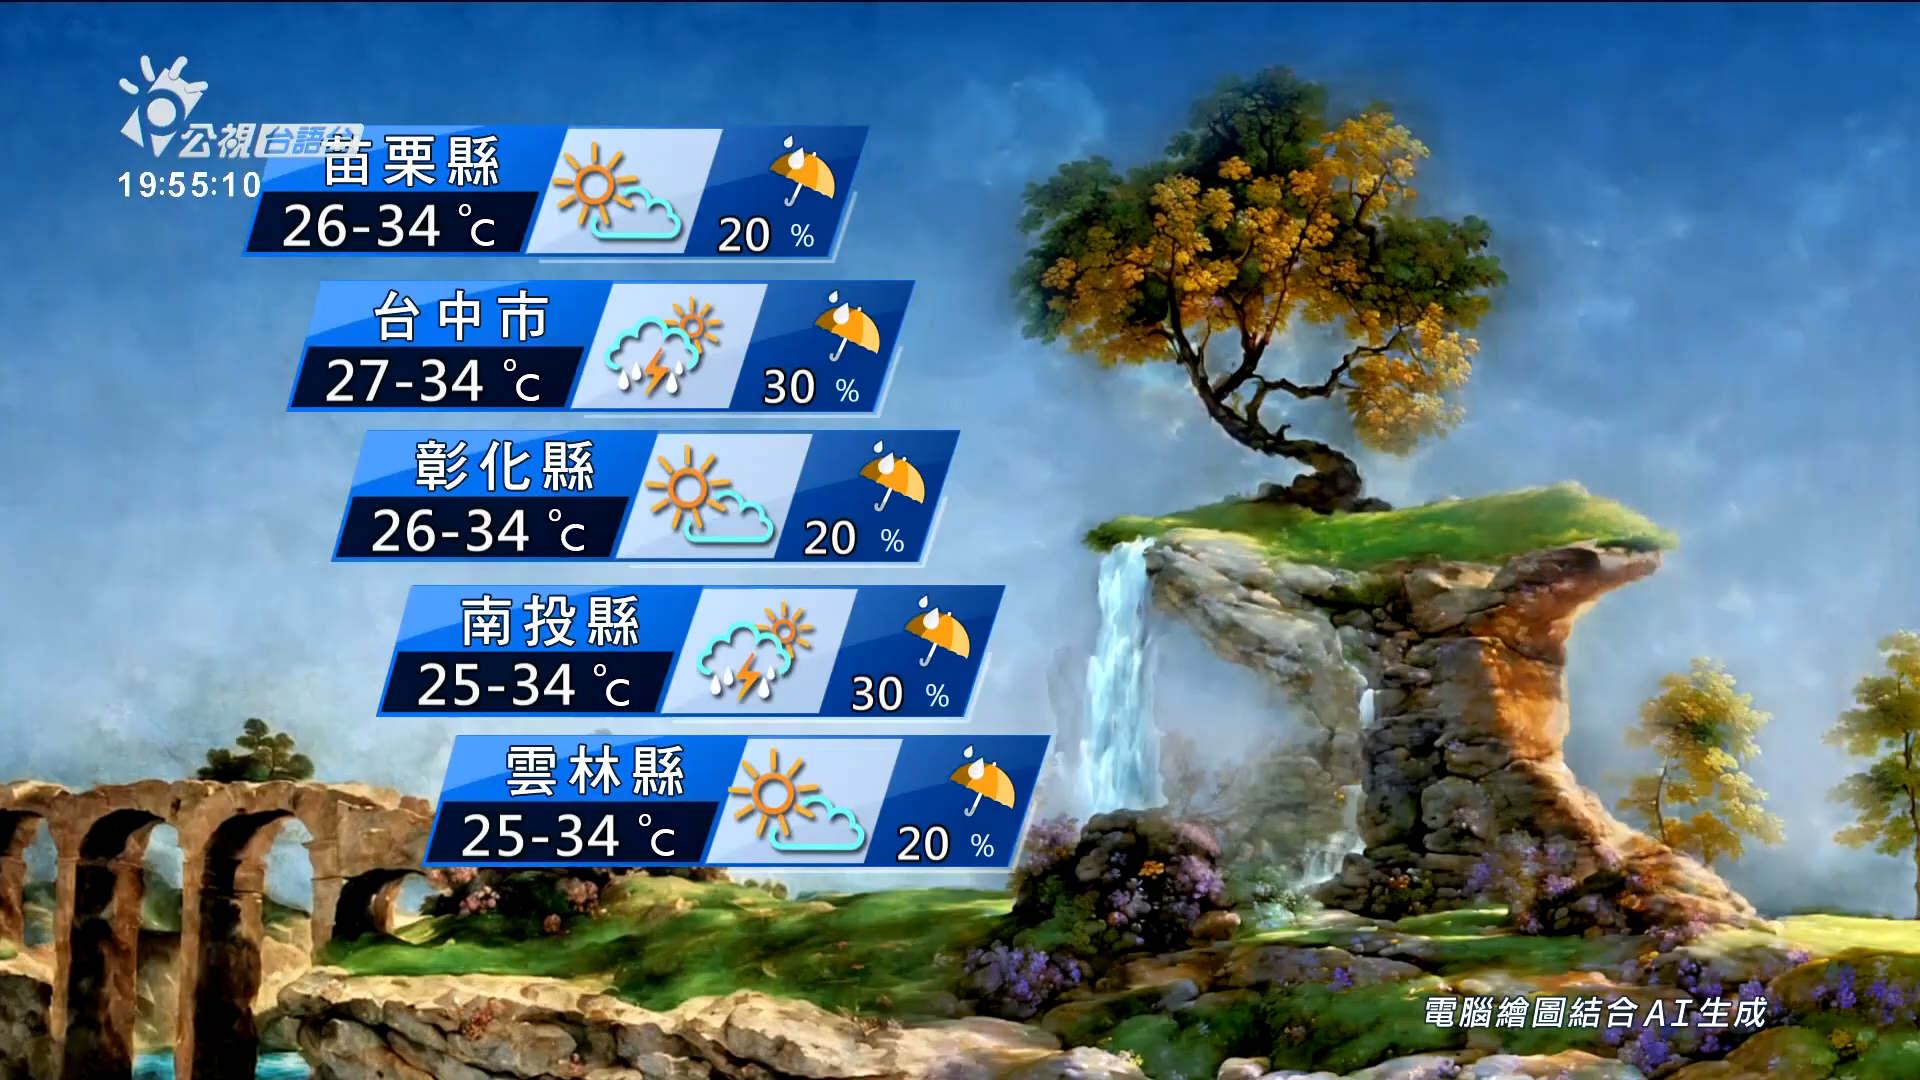 公視台語台
19:55:10
苗栗縣
26-34 ℃
20 %
台中市
27-34 ℃
30 %
彰化縣
26-34 ℃
20 %
南投縣
25-34 ℃
30 %
雲林縣
25-34 ℃
20 %
電腦繪圖結合AI生成